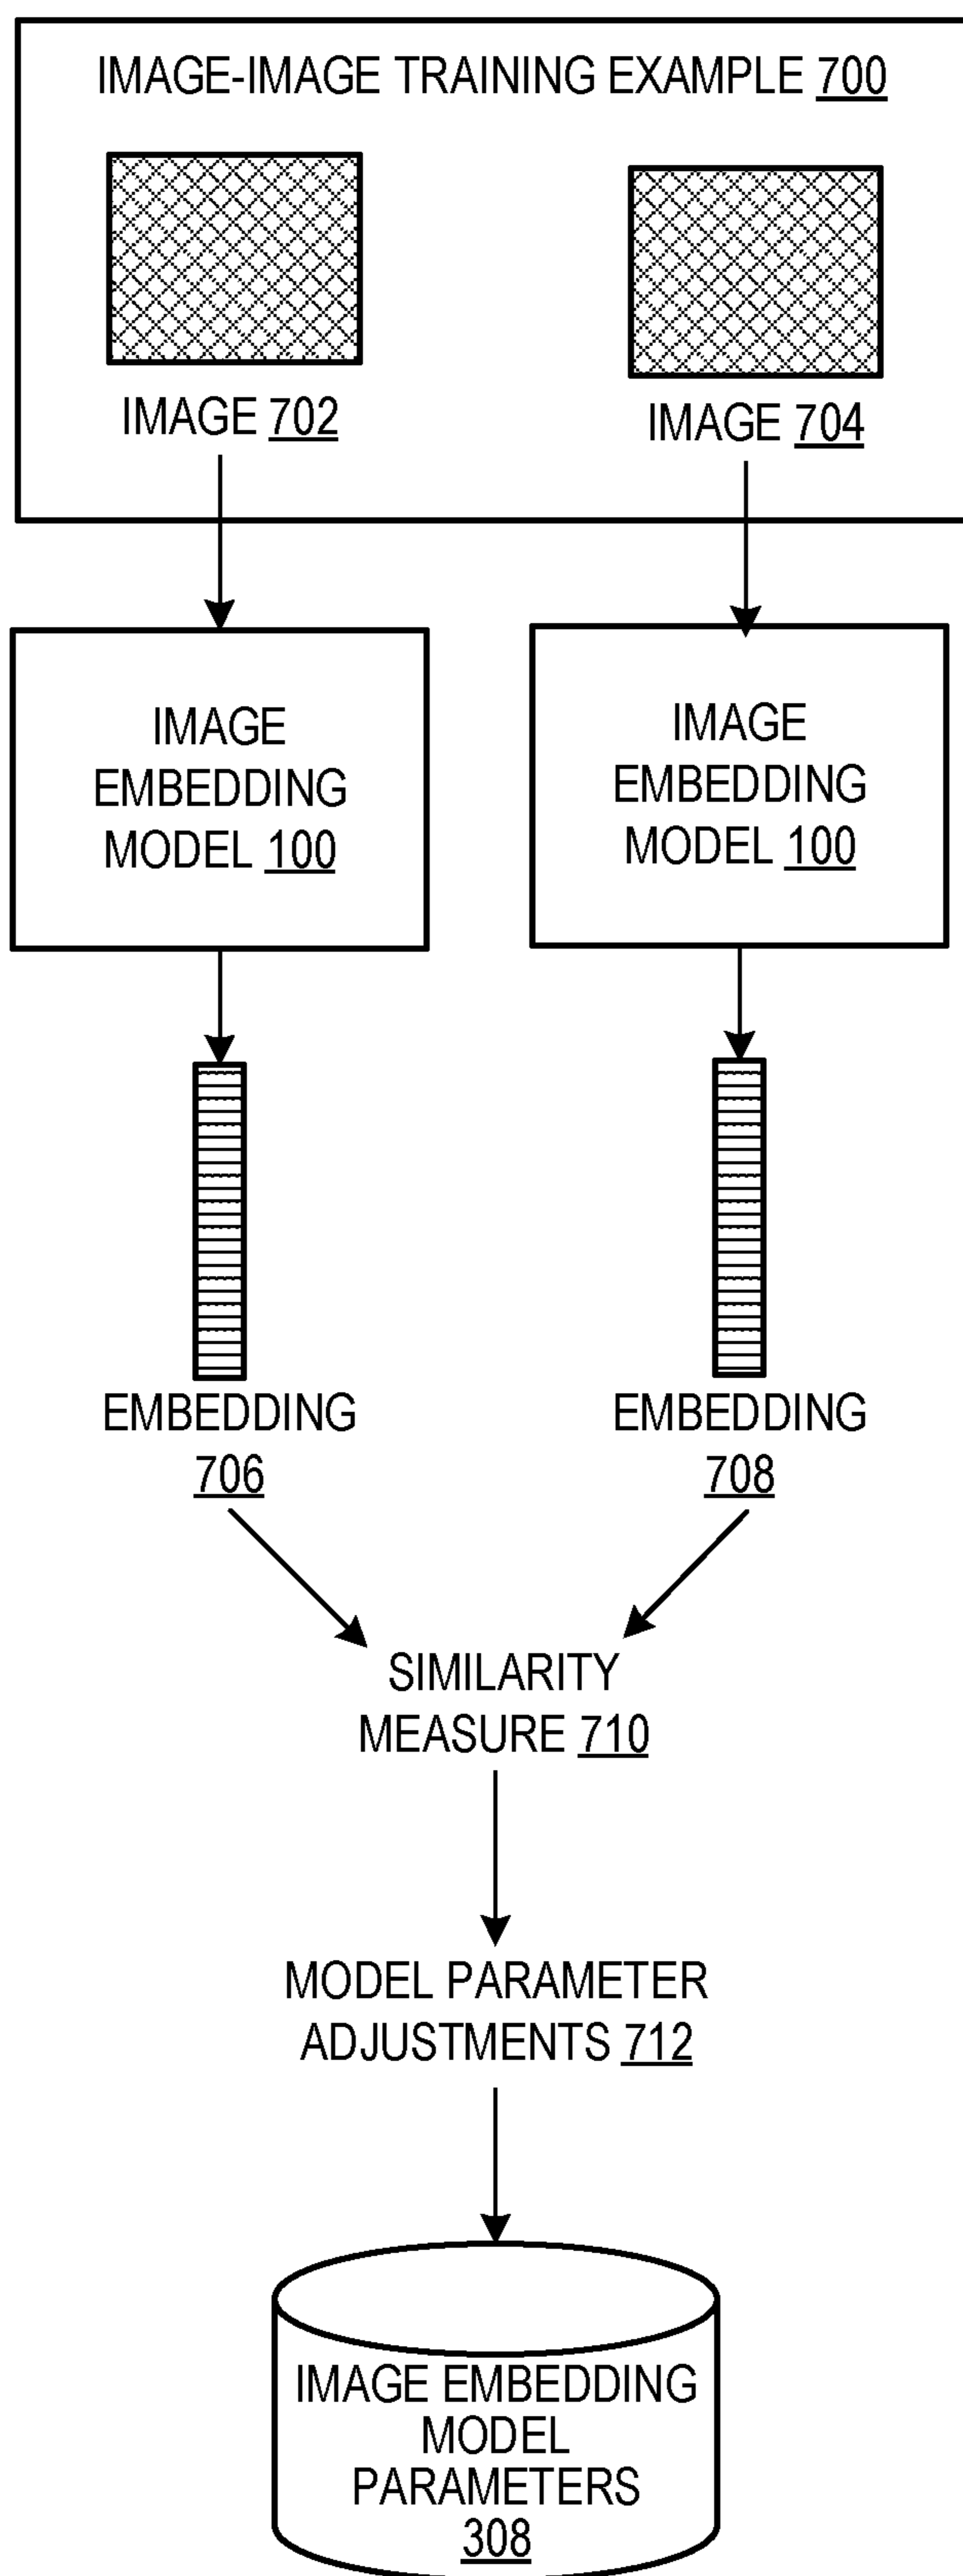 IMAGE-IMAGE TRAINING EXAMPLE 700
IMAGE 702
IMAGE 704
IMAGE
EMBEDDING
MODEL 100
IMAGE
EMBEDDING
MODEL 100
EMBEDDING
706
EMBEDDING
708
SIMILARITY
MEASURE 710
MODEL PARAMETER
ADJUSTMENTS 712
IMAGE EMBEDDING
MODEL
PARAMETERS
308